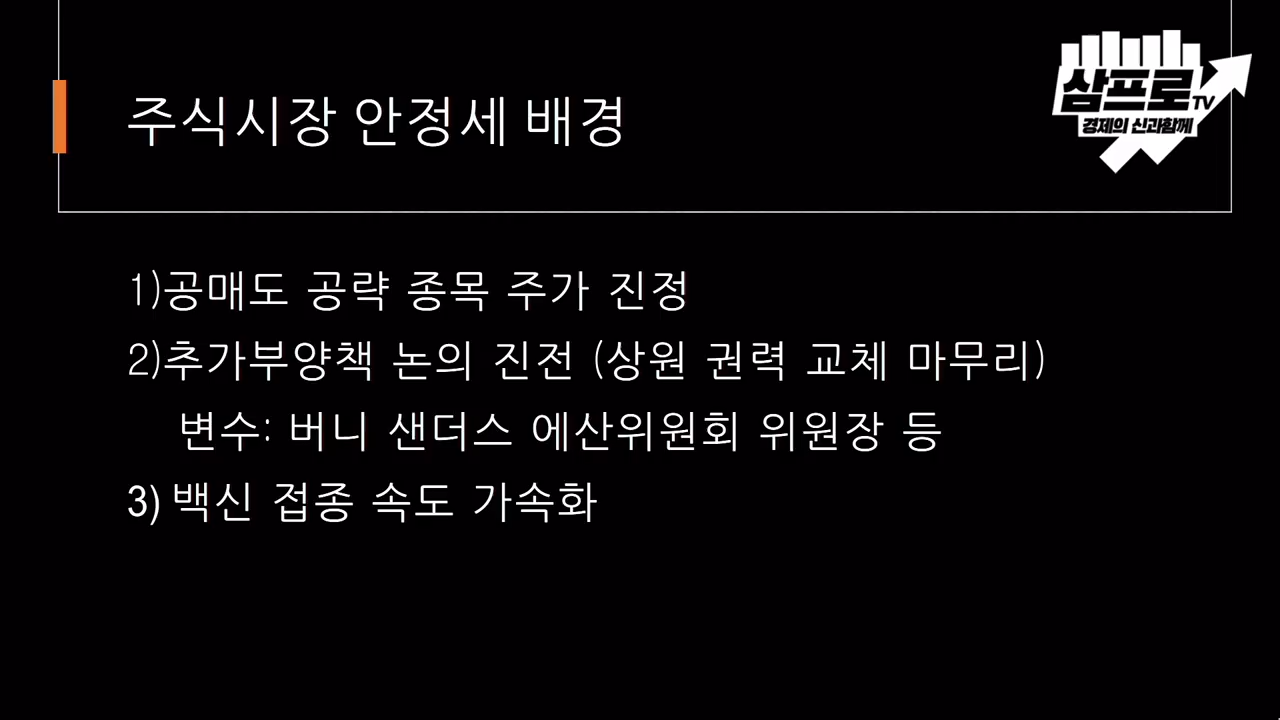 삼프로TV
경제의 신과함께
주식시장 안정세 배경
1)공매도 공략 종목 주가 진정
2)추가부양책 논의 진전 (상원 권력 교체 마무리)
변수: 버니 샌더스 에산위원회 위원장 등
3) 백신 접종 속도 가속화